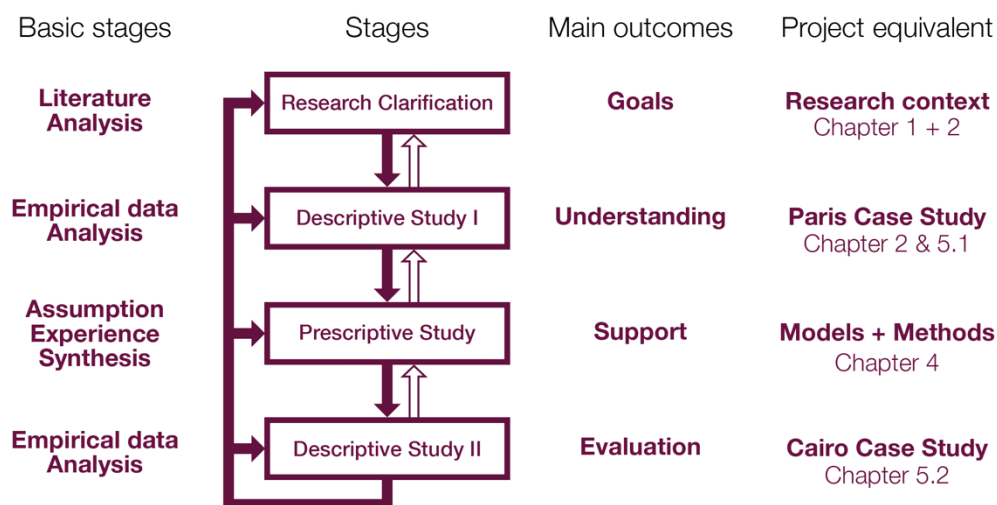 Basic stages
Stages
Main outcomes
Project equivalent
Literature
Analysis
Research Clarification
Goals
Research context
Chapter 1 + 2
Empirical data
Analysis
Descriptive Study I
Understanding
Paris Case Study
Chapter 2 & 5.1
Assumption
Experience
Synthesis
Prescriptive Study
Support
Models + Methods
Chapter 4
Empirical data
Analysis
Descriptive Study II
Evaluation
Cairo Case Study
Chapter 5.2